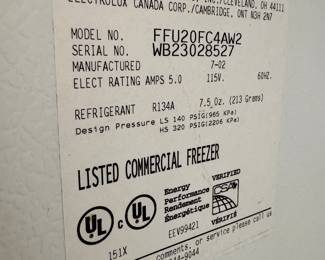 ELECTROLUX CANADA CORP./CAMBRIDGE, ONT N3H 2N7
MODEL NO. FFU20FC4AW2
SERIAL NO. WB23028527
MANUFACTURED 7-02
ELECT RATING AMPS 5.0 115V. 60HZ.
REFRIGERANT R134A 7.5 Oz. (213 Grams)
Design Pressure LS 140 PSIG(965 KPa)
HS 320 PSIG(2206 KPa)
LISTED COMMERCIAL FREEZER
UL
C UL
Energy
Performance
Rendement
Énergétique
VERIFIED
VÉRIFIÉ
EEV99421
151X
comments, or service please call us
-9044